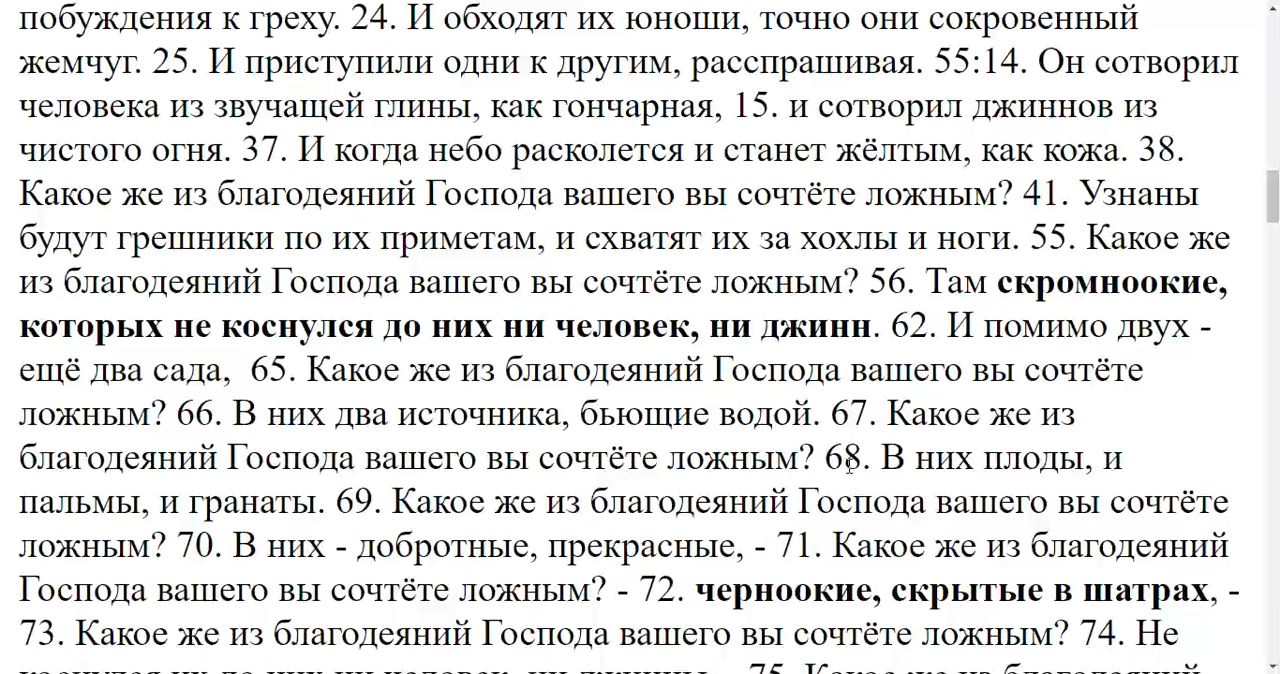 побуждения к греху. 24. И обходят их юноши, точно они сокровенный
жемчуг. 25. И приступили одни к другим, расспрашивая. 55:14. Он сотворил
человека из звучащей глины, как гончарная, 15. и сотворил джиннов из
чистого огня. 37. И когда небо расколется и станет жёлтым, как кожа. 38.
Какое же из благодеяний Господа вашего вы сочтёте ложным? 41. Узнаны
будут грешники по их приметам, и схватят их за хохлы и ноги. 55. Какое же
из благодеяний Господа вашего вы сочтёте ложным? 56. Там скромноокие,
которых не коснулся до них ни человек, ни джинн. 62. И помимо двух -
ещё два сада,  65. Какое же из благодеяний Господа вашего вы сочтёте
ложным? 66. В них два источника, бьющие водой. 67. Какое же из
благодеяний Господа вашего вы сочтёте ложным? 68. В них плоды, и
пальмы, и гранаты. 69. Какое же из благодеяний Господа вашего вы сочтёте
ложным? 70. В них - добротные, прекрасные, - 71. Какое же из благодеяний
Господа вашего вы сочтёте ложным? - 72. черноокие, скрытые в шатрах, -
73. Какое же из благодеяний Господа вашего вы сочтёте ложным? 74. Не
75. Какое же из благодеяний